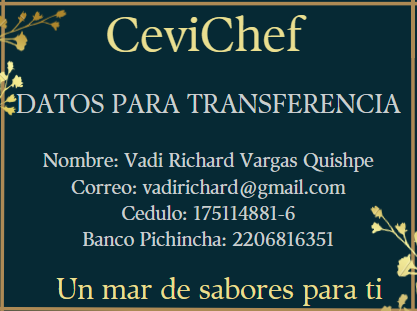 CeviChef
DATOS PARA TRANSFERENCIA
Nombre: Vadi Richard Vargas Quishpe
Correo: vadirichard@gmail.com
Cedulo: 175114881-6
Banco Pichincha: 2206816351
Un mar de sabores para ti